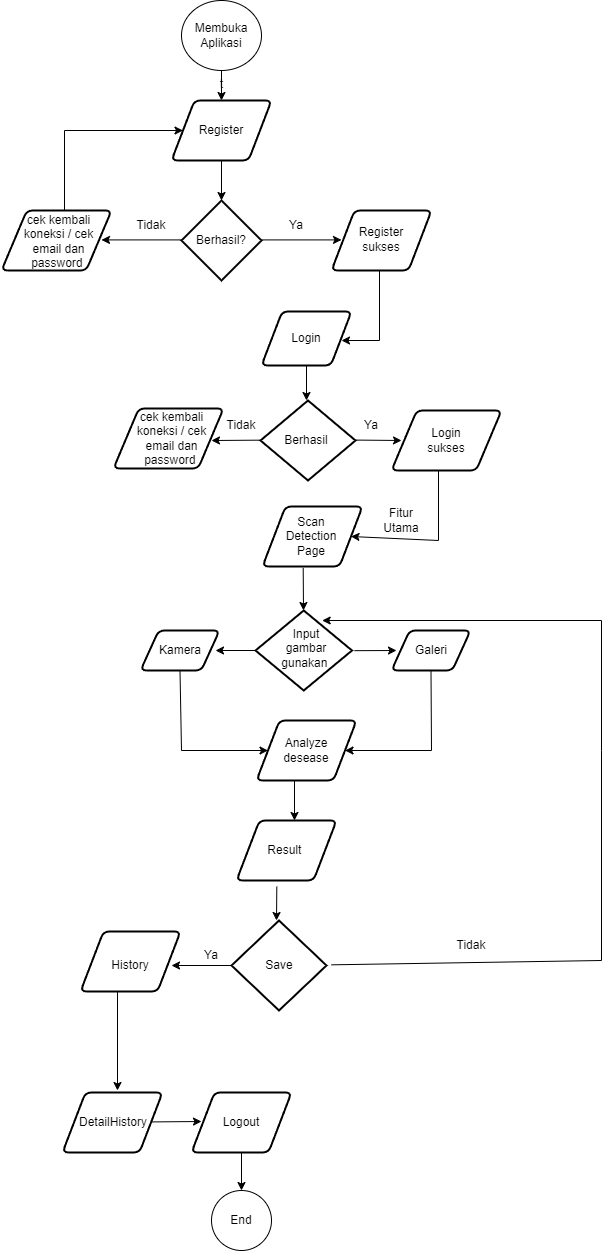 Membuka
Aplikasi
Register
cek kembali
koneksi / cek
email dan
password
Tidak
Berhasil?
Ya
Register
sukses
Login
cek kembali
koneksi / cek
email dan
password
Tidak
Berhasil
Ya
Login
sukses
Scan
Detection
Page
Fitur
Utama
Kamera
Input
gambar
gunakan
Galeri
Analyze
desease
Result
History
Ya
Save
Tidak
DetailHistory
Logout
End